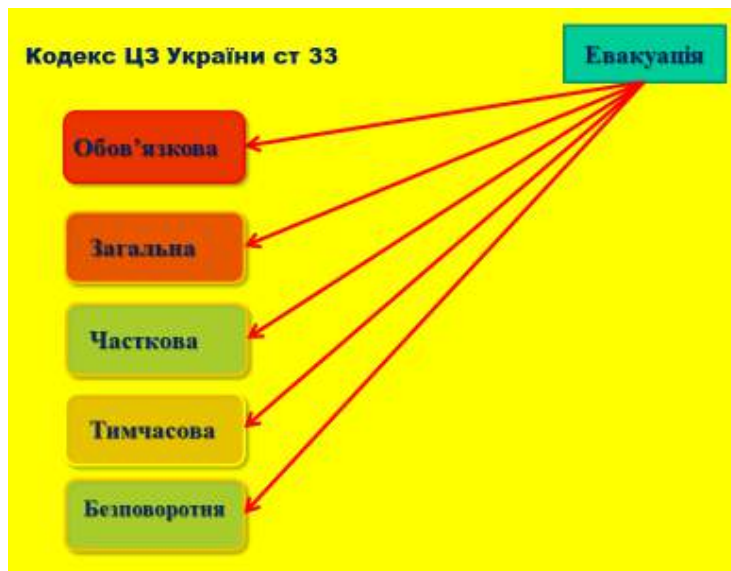 Кодекс ЦЗ України ст 33
Евакуація
Обов’язкова
Загальна
Часткова
Тимчасова
Безповоротня